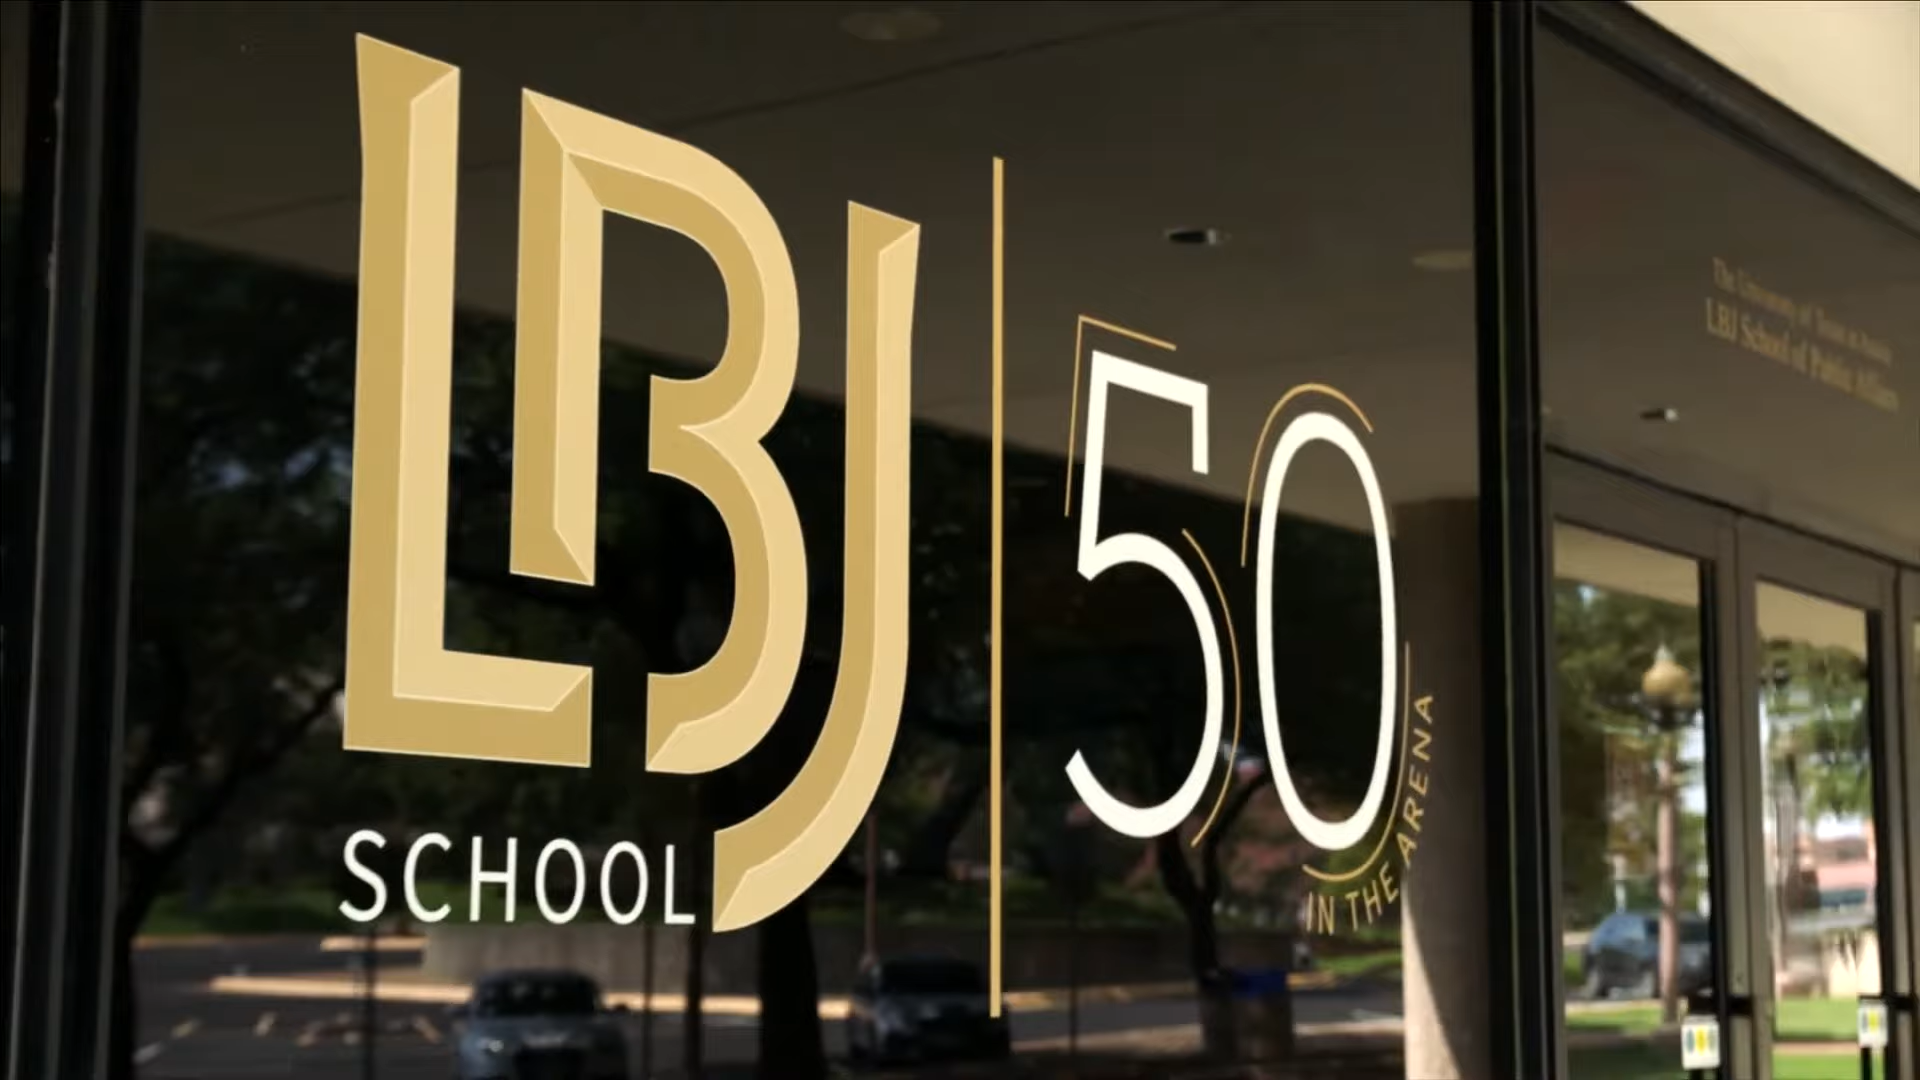 LBJ
SCHOOL
50
IN THE ARENA
The University of Texas at Austin
LBJ School of Public Affairs